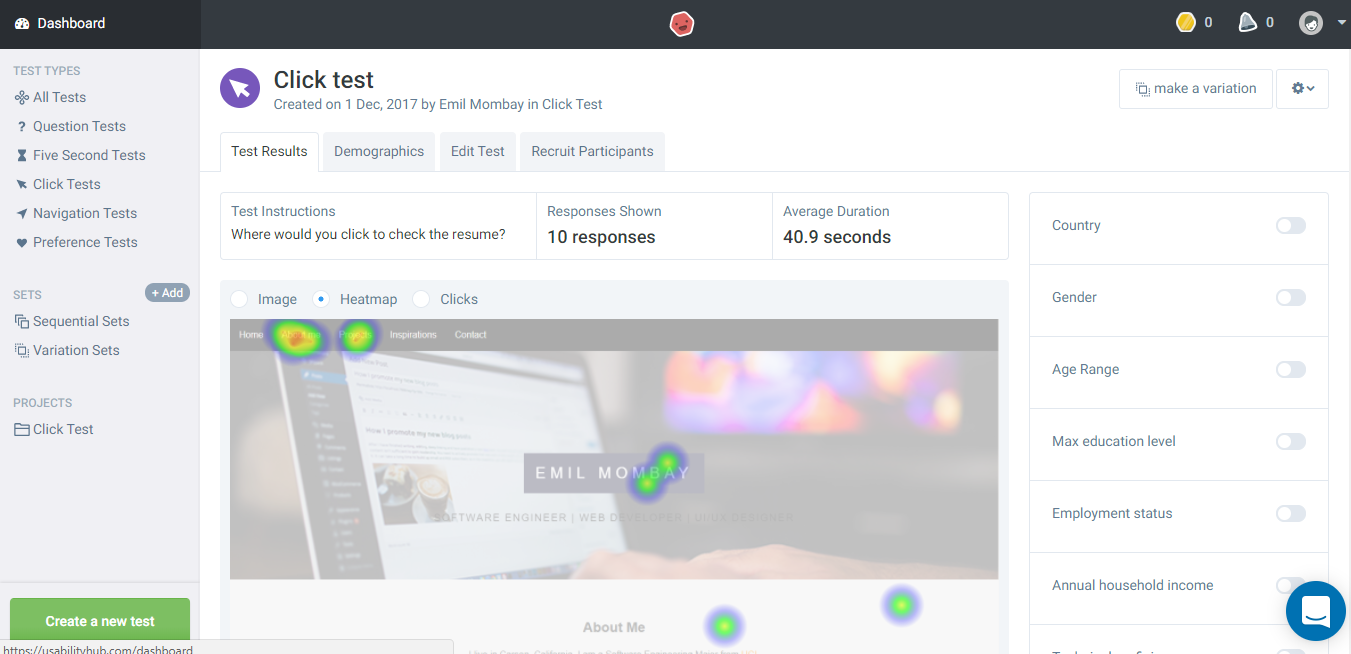 Dashboard
0
0
TEST TYPES
All Tests
Question Tests
Five Second Tests
Click Tests
Navigation Tests
Preference Tests
SETS
+ Add
Sequential Sets
Variation Sets
PROJECTS
Click Test
Create a new test
https://usabilityhub.com/dashboard
Click test
Created on 1 Dec, 2017 by Emil Mombay in Click Test
make a variation
Test Results
Demographics
Edit Test
Recruit Participants
Test Instructions
Where would you click to check the resume?
Responses Shown
10 responses
Average Duration
40.9 seconds
Image
Heatmap
Clicks
Home
Inspirations
Contact
How I promote my new blog posts
EMIL MOMBAY
SOFTWARE ENGINEER | WEB DEVELOPER | UI/UX DESIGNER
About Me
Country
Gender
Age Range
Max education level
Employment status
Annual household income